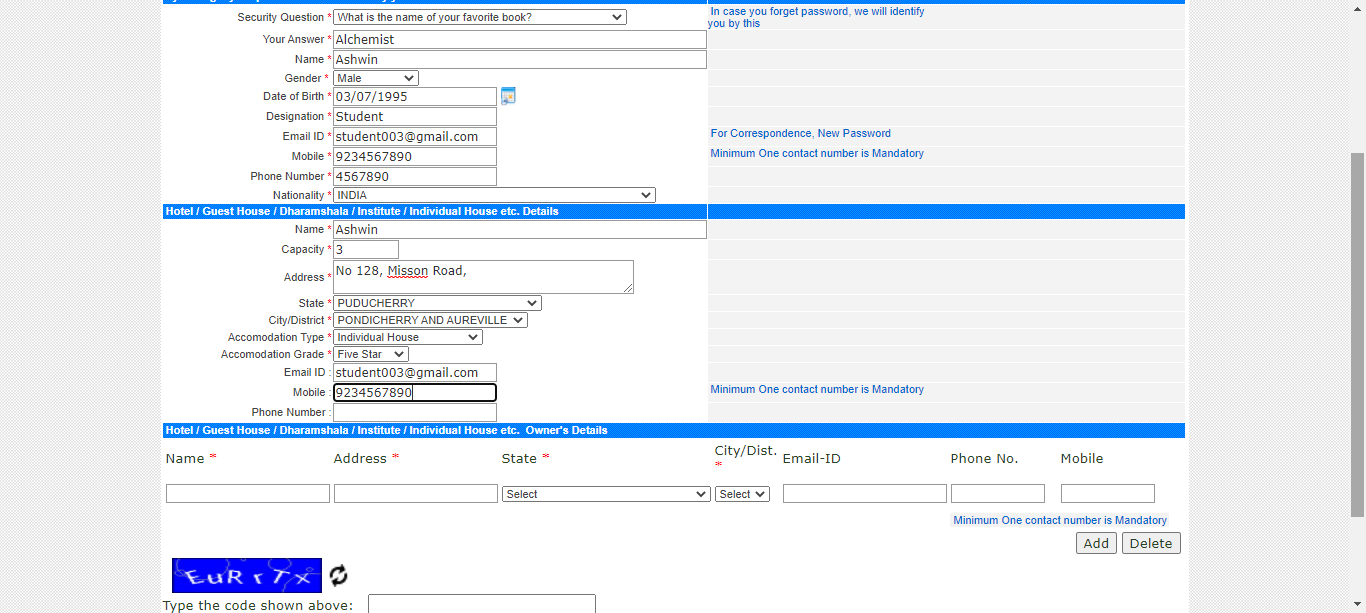 Security Question * What is the name of your favorite book? In case you forget password, we will identify
you by this
Your Answer * Alchemist
Name * Ashwin
Gender * Male
Date of Birth * 03/07/1995
Designation * Student
Email ID * student003@gmail.com For Correspondence, New Password
Mobile * 9234567890 Minimum One contact number is Mandatory
Phone Number * 4567890
Nationality * INDIA
Hotel / Guest House / Dharamshala / Institute / Individual House etc. Details
Name * Ashwin
Capacity * 3
Address * No 128, Misson Road,
State * PUDUCHERRY
City/District * PONDICHERRY AND AUREVILLE
Accomodation Type * Individual House
Accomodation Grade * Five Star
Email ID : student003@gmail.com
Mobile : 9234567890 Minimum One contact number is Mandatory
Phone Number :
Hotel / Guest House / Dharamshala / Institute / Individual House etc. Owner's Details
Name * Address * State * City/Dist. * Email-ID Phone No. Mobile
Select Select
Minimum One contact number is Mandatory
Add Delete
EuRrTx
Type the code shown above: